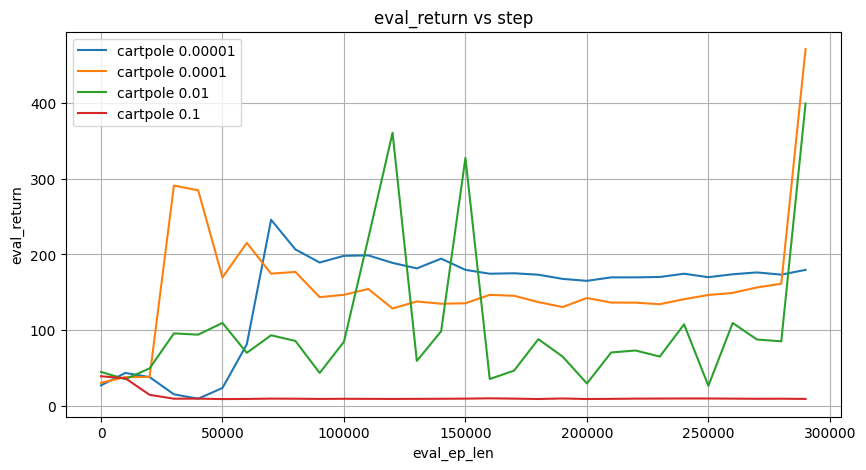 eval_return vs step
cartpole 0.00001
cartpole 0.0001
cartpole 0.01
cartpole 0.1
eval_return
400
300
200
100
0
0 50000 100000 150000 200000 250000 300000
eval_ep_len